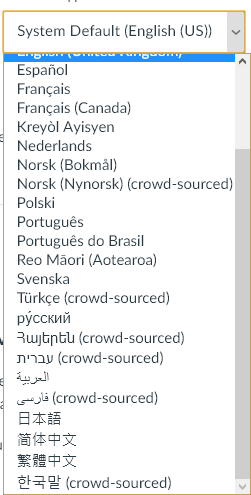 System Default (English (US))
English (United Kingdom)
Español
Français
Français (Canada)
Kreyòl Ayisyen
Nederlands
Norsk (Bokmål)
Norsk (Nynorsk) (crowd-sourced)
Polski
Português
Português do Brasil
Reo Māori (Aotearoa)
Svenska
Türkçe (crowd-sourced)
ру́сский
Հայերեն (crowd-sourced)
עברית (crowd-sourced)
العربية
فارسی (crowd-sourced)
日本語
简体中文
繁體中文
한국말 (crowd-sourced)